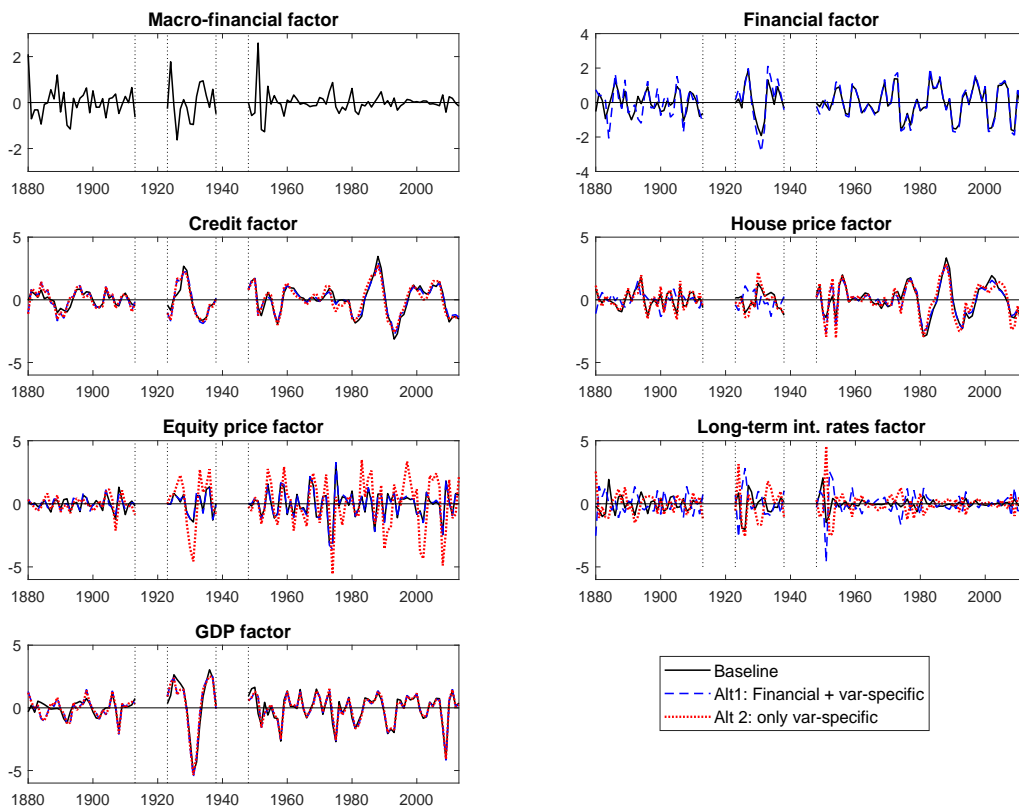 Macro-financial factor
2
0
-2
1880 1900 1920 1940 1960 1980 2000
Financial factor
4
2
0
-2
-4
1880 1900 1920 1940 1960 1980 2000
Credit factor
5
0
-5
1880 1900 1920 1940 1960 1980 2000
House price factor
5
0
-5
1880 1900 1920 1940 1960 1980 2000
Equity price factor
5
0
-5
1880 1900 1920 1940 1960 1980 2000
Long-term int. rates factor
5
0
-5
1880 1900 1920 1940 1960 1980 2000
GDP factor
5
0
-5
1880 1900 1920 1940 1960 1980 2000
Baseline
Alt1: Financial + var-specific
Alt 2: only var-specific